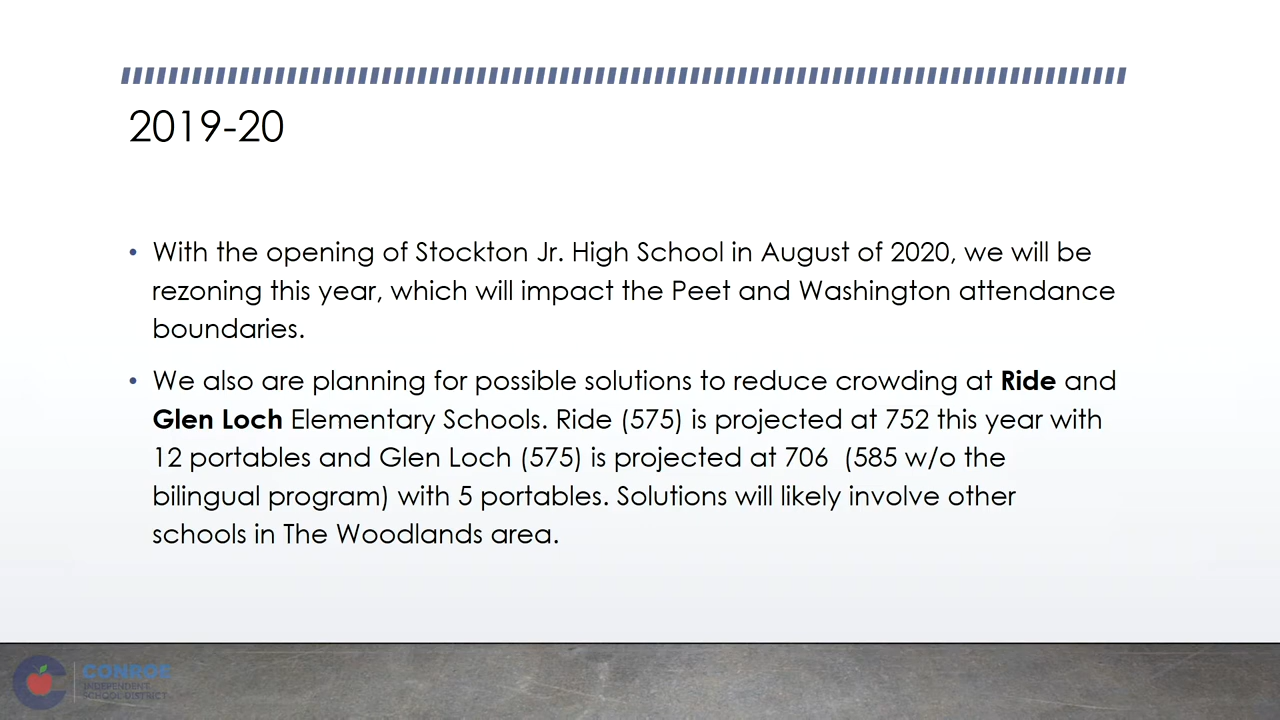 2019-20
• With the opening of Stockton Jr. High School in August of 2020, we will be
rezoning this year, which will impact the Peet and Washington attendance
boundaries.
• We also are planning for possible solutions to reduce crowding at Ride and
Glen Loch Elementary Schools. Ride (575) is projected at 752 this year with
12 portables and Glen Loch (575) is projected at 706  (585 w/o the
bilingual program) with 5 portables. Solutions will likely involve other
schools in The Woodlands area.
CONROE
INDEPENDENT
SCHOOL DISTRICT